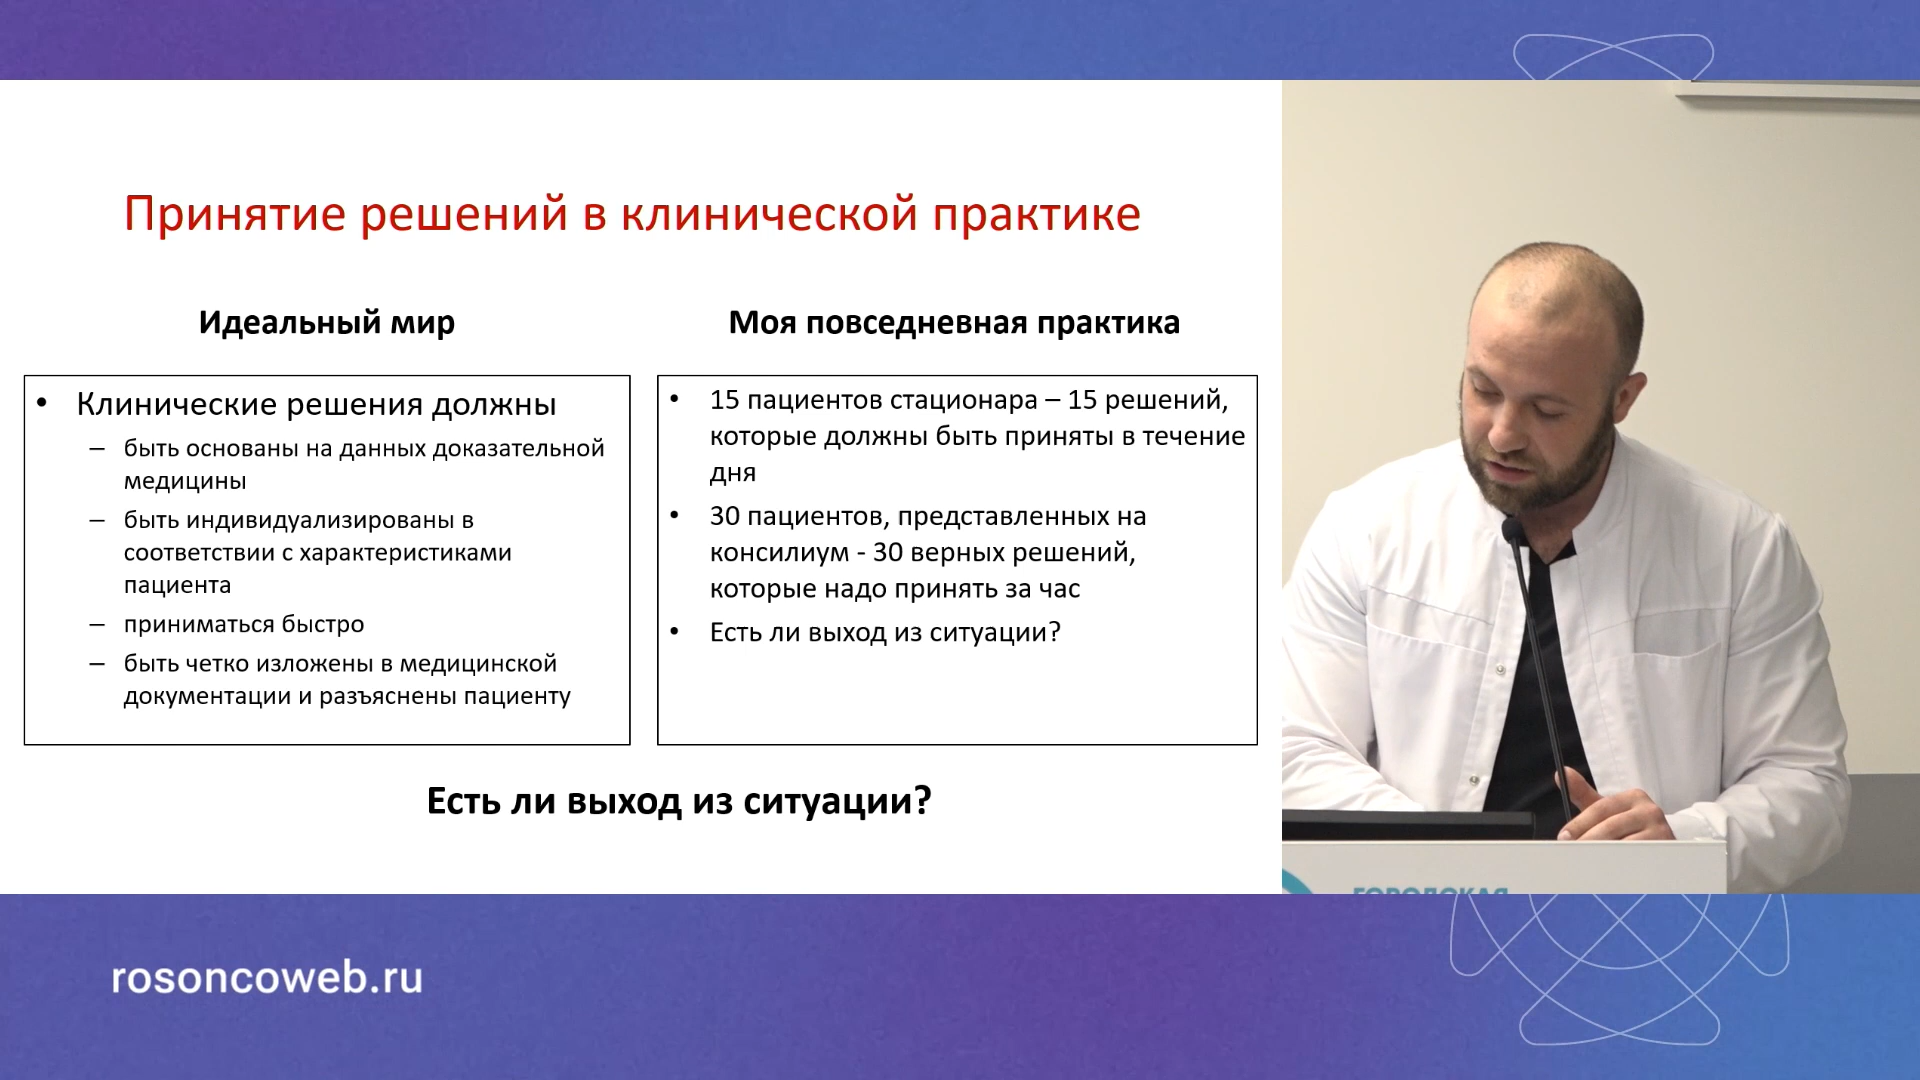 Принятие решений в клинической практике
Идеальный мир
• Клинические решения должны
– быть основаны на данных доказательной
медицины
– быть индивидуализированы в
соответствии с характеристиками
пациента
– приниматься быстро
– быть четко изложены в медицинской
документации и разъяснены пациенту
Моя повседневная практика
• 15 пациентов стационара – 15 решений,
которые должны быть приняты в течение
дня
• 30 пациентов, представленных на
консилиум - 30 верных решений,
которые надо принять за час
• Есть ли выход из ситуации?
Есть ли выход из ситуации?
ГОРОДСКАЯ
rosoncoweb.ru